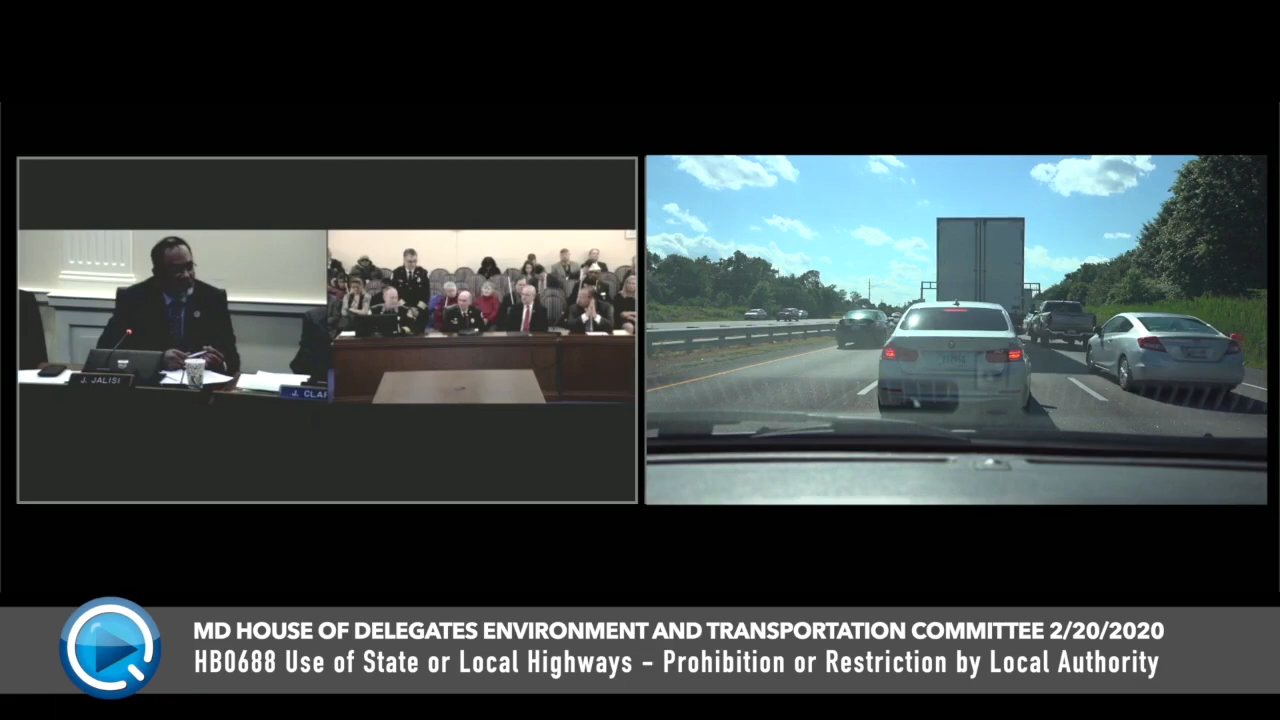 J. JALISI
J. CLAR
MD HOUSE OF DELEGATES ENVIRONMENT AND TRANSPORTATION COMMITTEE 2/20/2020
HB0688 Use of State or Local Highways – Prohibition or Restriction by Local Authority